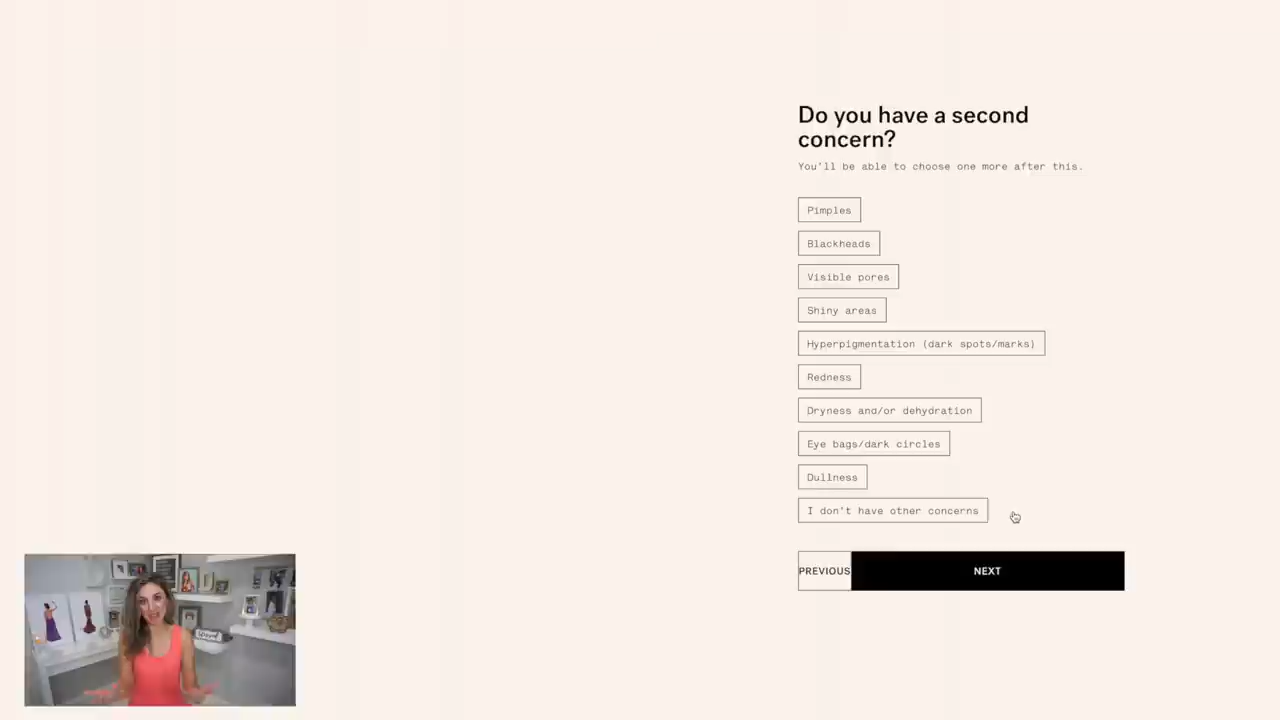 Do you have a second
concern?
You'll be able to choose one more after this.
Pimples
Blackheads
Visible pores
Shiny areas
Hyperpigmentation (dark spots/marks)
Redness
Dryness and/or dehydration
Eye bags/dark circles
Dullness
I don't have other concerns
PREVIOUS
NEXT